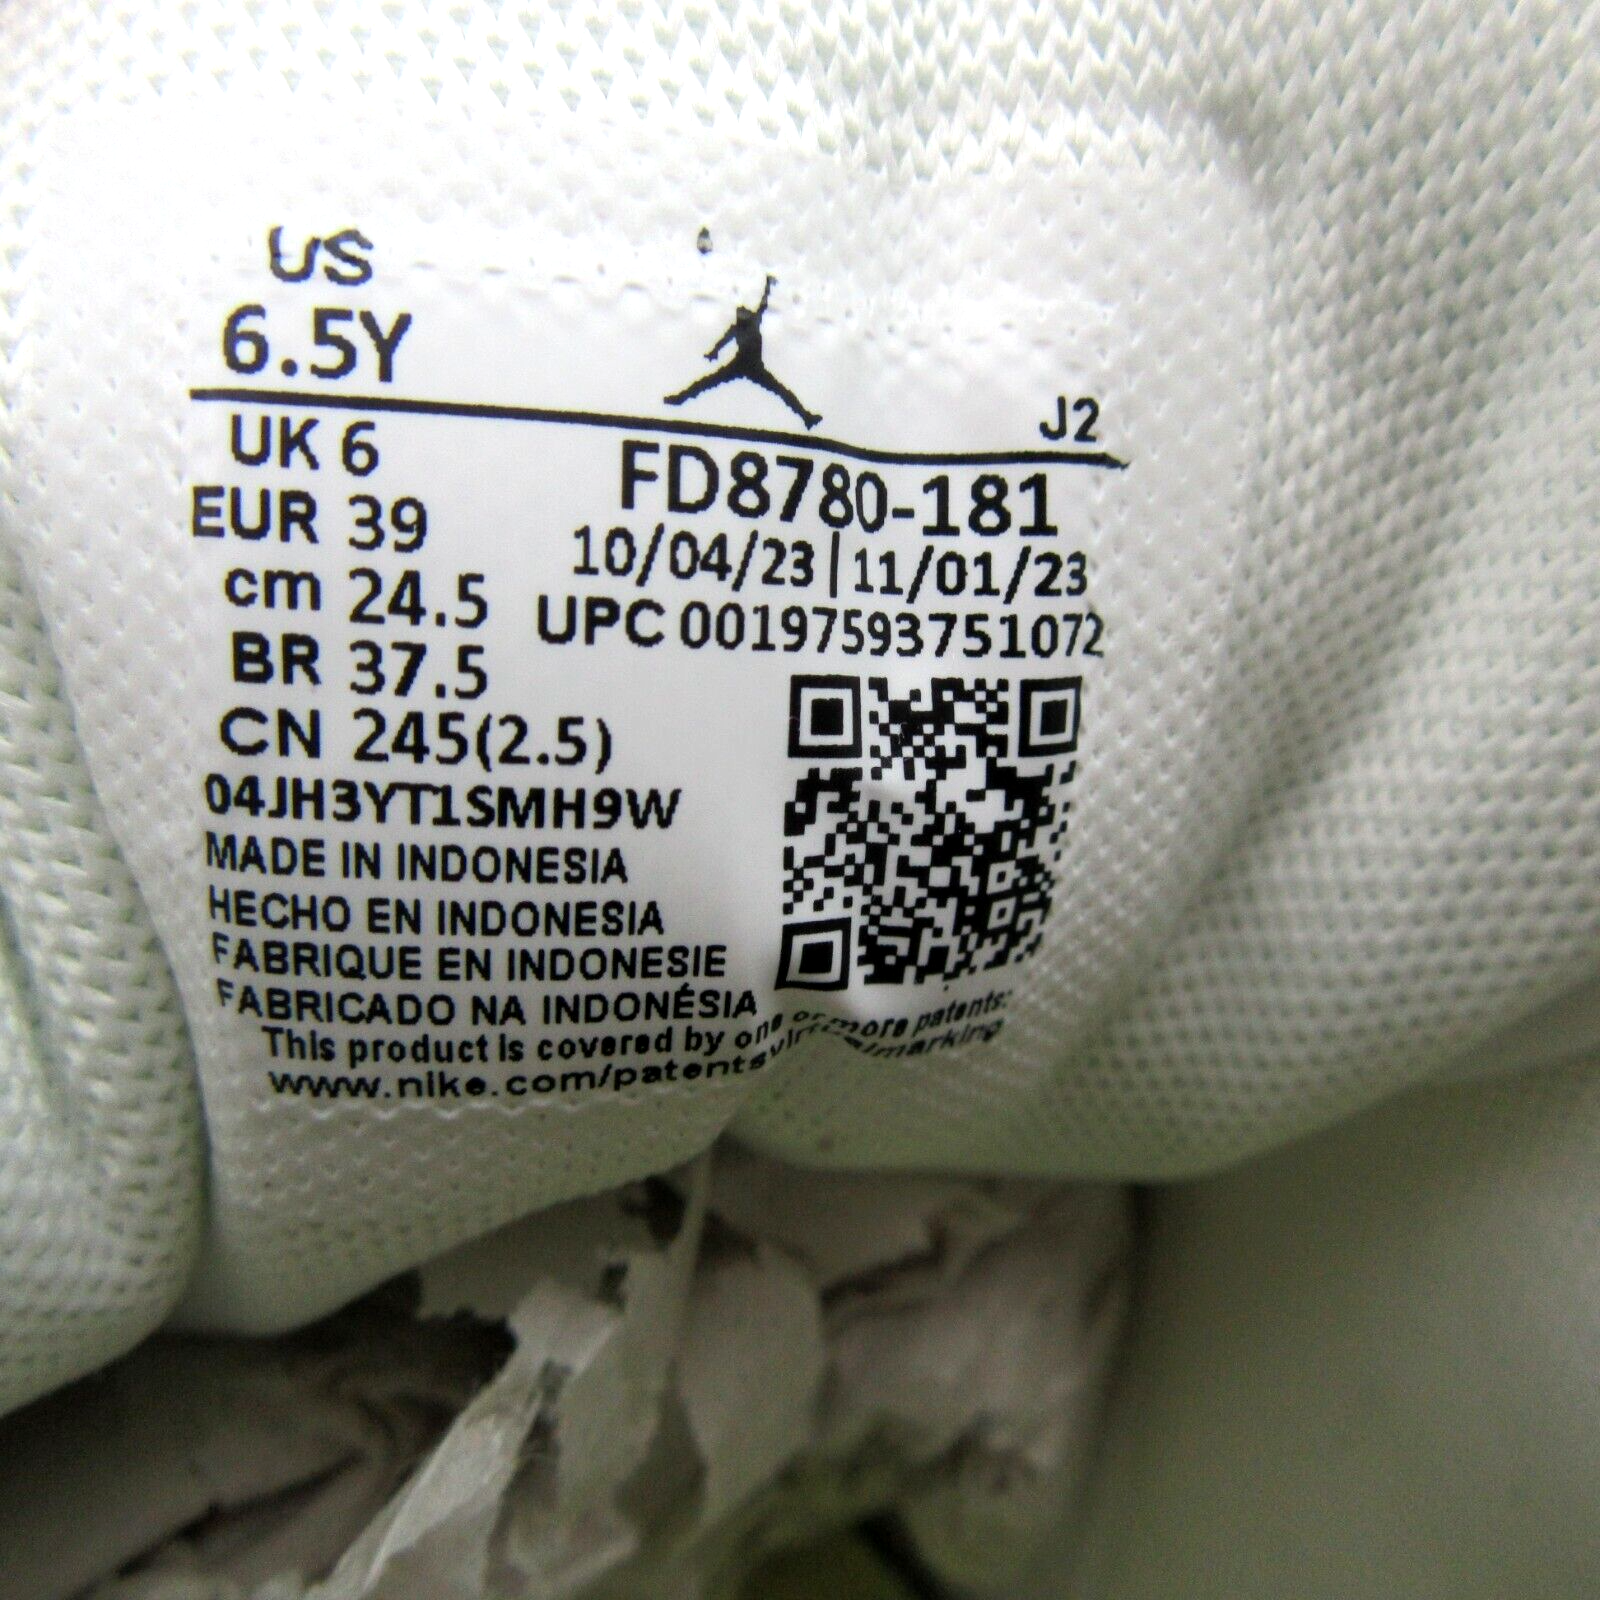 US
6.5Y
J2
UK 6
EUR 39
cm 24.5
BR 37.5
CN 245(2.5)
FD8780-181
10/04/23|11/01/23
UPC 00197593751072
04JH3YT1SMH9W
MADE IN INDONESIA
HECHO EN INDONESIA
FABRIQUE EN INDONESIE
FABRICADO NA INDONÉSIA
This product is covered by one or more patents:
www.nike.com/patentsvirtualmarking